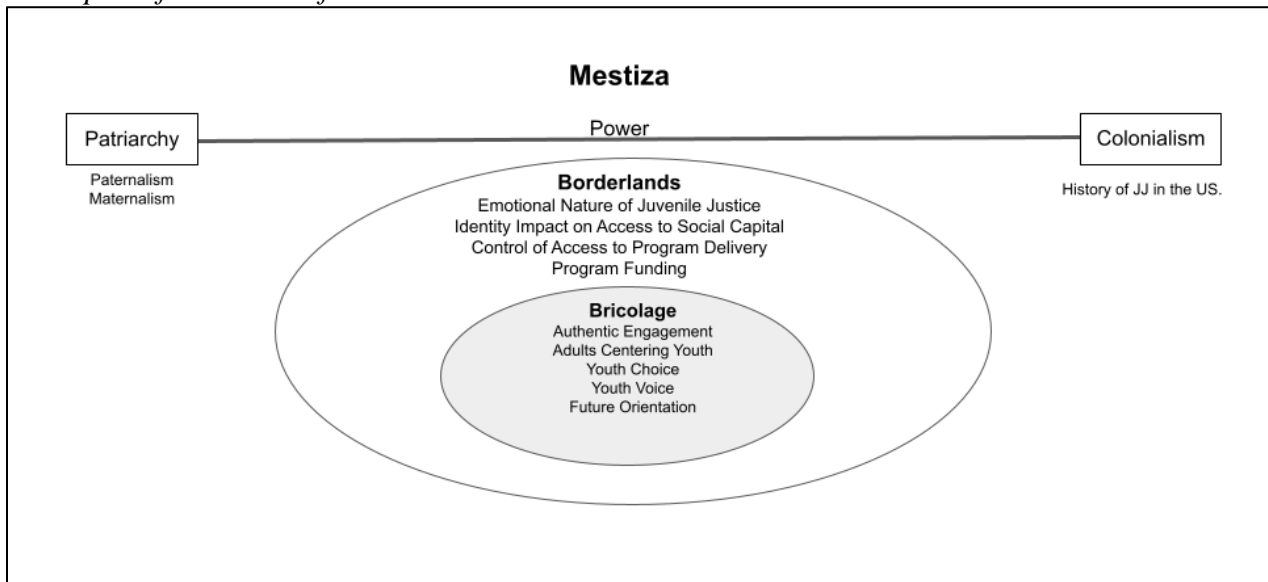 Mestiza
Power
Patriarchy
Paternalism
Maternalism
Colonialism
History of JJ in the US.
Borderlands
Emotional Nature of Juvenile Justice
Identity Impact on Access to Social Capital
Control of Access to Program Delivery
Program Funding
Bricolage
Authentic Engagement
Adults Centering Youth
Youth Choice
Youth Voice
Future Orientation